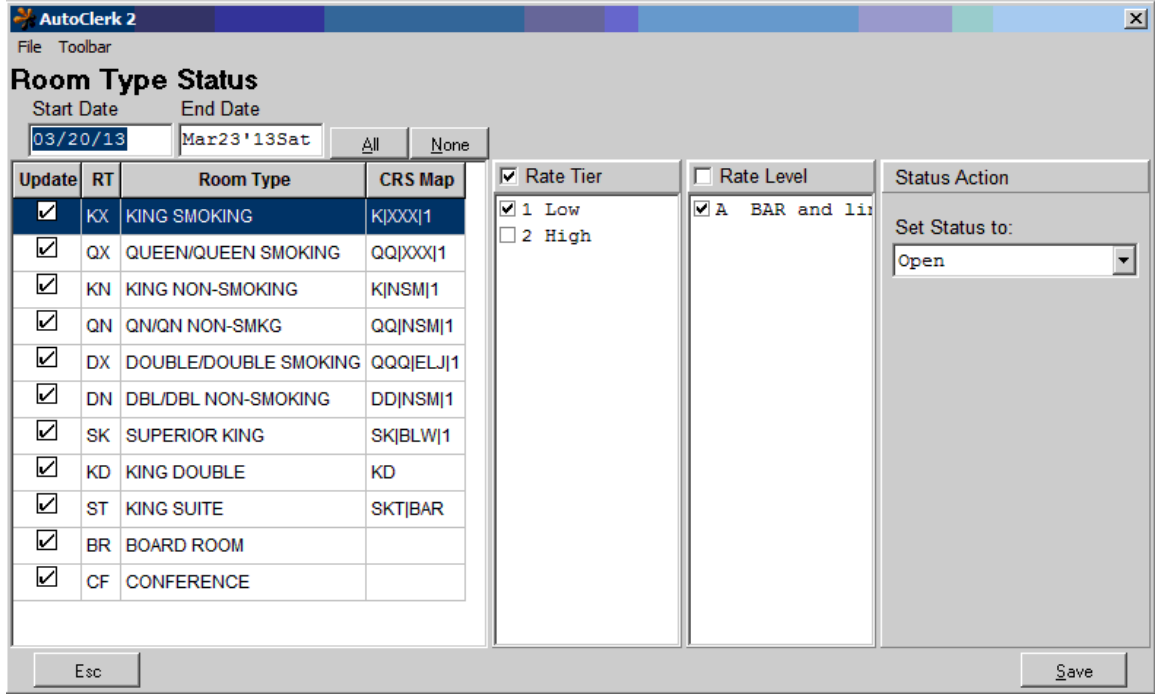 AutoClerk 2
File Toolbar
Room Type Status
Start Date End Date
03/20/13 Mar23'13Sat All None
Update RT Room Type CRS Map Rate Tier Rate Level Status Action
KX KING SMOKING K|XXX|1 1 Low A BAR and lin
QX QUEEN/QUEEN SMOKING QQ|XXX|1 2 High Set Status to:
KN KING NON-SMOKING K|NSM|1 Open
QN QN/QN NON-SMKG QQ|NSM|1
DX DOUBLE/DOUBLE SMOKING QQQ|ELJ|1
DN DBL/DBL NON-SMOKING DD|NSM|1
SK SUPERIOR KING SK|BLW|1
KD KING DOUBLE KD
ST KING SUITE SKT|BAR
BR BOARD ROOM
CF CONFERENCE
Esc Save